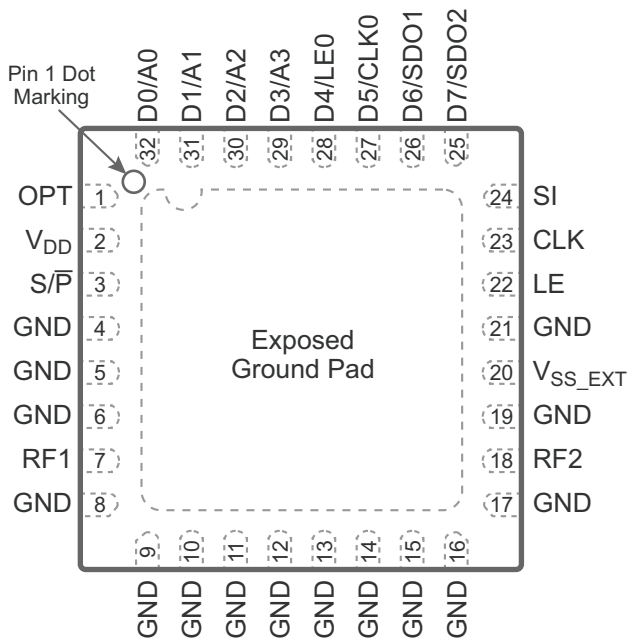 Pin 1 Dot
Marking
D0/A0
D1/A1
D2/A2
D3/A3
D4/LE0
D5/CLK0
D6/SDO1
D7/SDO2
32
31
30
29
28
27
26
25
OPT 1
VDD 2
S/P̅ 3
GND 4
GND 5
GND 6
RF1 7
GND 8
Exposed
Ground Pad
24 SI
23 CLK
22 LE
21 GND
20 VSS_EXT
19 GND
18 RF2
17 GND
9
10
11
12
13
14
15
16
GND
GND
GND
GND
GND
GND
GND
GND